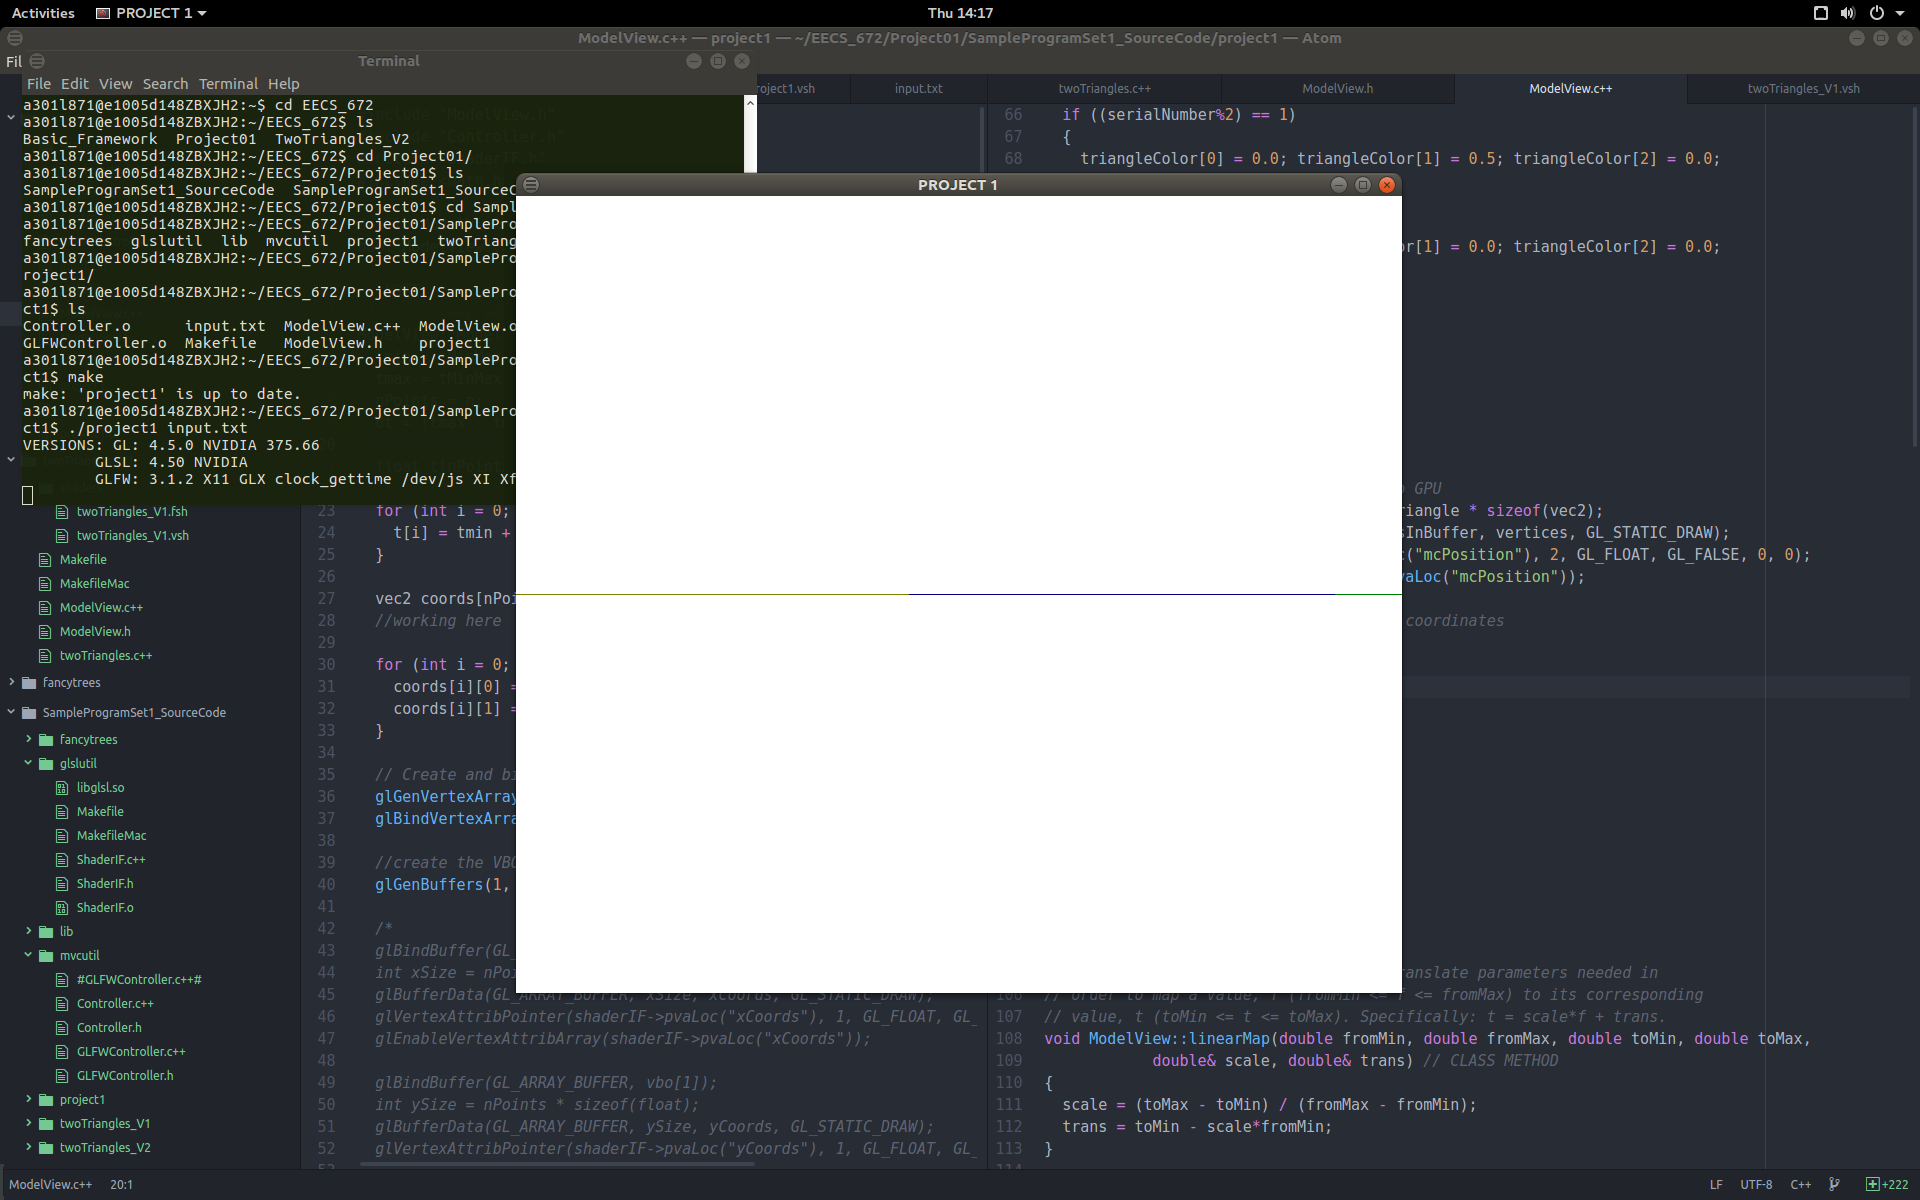 Activities PROJECT 1 Thu 14:17
ModelView.c++ — project1 — ~/EECS_672/Project01/SampleProgramSet1_SourceCode/project1 — Atom
Fil
Terminal
File Edit View Search Terminal Help
a301l871@e1005d148ZBXJH2:~$ cd EECS_672
a301l871@e1005d148ZBXJH2:~/EECS_672$ ls
Basic_Framework Project01 TwoTriangles_V2
a301l871@e1005d148ZBXJH2:~/EECS_672$ cd Project01/
a301l871@e1005d148ZBXJH2:~/EECS_672/Project01$ ls
SampleProgramSet1_SourceCode SampleProgramSet1_SourceC
a301l871@e1005d148ZBXJH2:~/EECS_672/Project01$ cd Sampl
a301l871@e1005d148ZBXJH2:~/EECS_672/Project01/SamplePro
fancytrees glslutil lib mvcutil project1 twoTriang
a301l871@e1005d148ZBXJH2:~/EECS_672/Project01/SamplePro
roject1/
a301l871@e1005d148ZBXJH2:~/EECS_672/Project01/SamplePro
ct1$ ls
Controller.o input.txt ModelView.c++ ModelView.o
GLFWController.o Makefile ModelView.h project1
a301l871@e1005d148ZBXJH2:~/EECS_672/Project01/SamplePro
ct1$ make
make: 'project1' is up to date.
a301l871@e1005d148ZBXJH2:~/EECS_672/Project01/SamplePro
ct1$ ./project1 input.txt
VERSIONS: GL: 4.5.0 NVIDIA 375.66
GLSL: 4.50 NVIDIA
GLFW: 3.1.2 X11 GLX clock_gettime /dev/js XI Xf
PROJECT 1
twoTriangles_V1.fsh
twoTriangles_V1.vsh
Makefile
MakefileMac
ModelView.c++
ModelView.h
twoTriangles.c++
fancytrees
SampleProgramSet1_SourceCode
fancytrees
glslutil
libglsl.so
Makefile
MakefileMac
ShaderIF.c++
ShaderIF.h
ShaderIF.o
lib
mvcutil
#GLFWController.c++#
Controller.c++
Controller.h
GLFWController.c++
GLFWController.h
project1
twoTriangles_V1
twoTriangles_V2
oject1.vsh input.txt twoTriangles.c++ ModelView.h ModelView.c++ twoTriangles_V1.vsh
23 for (int i = 0;
24 t[i] = tmin +
25 }
26
27 vec2 coords[nPoi
28 //working here
29
30 for (int i = 0;
31 coords[i][0] =
32 coords[i][1] =
33 }
34
35 // Create and bi
36 glGenVertexArray
37 glBindVertexArra
38
39 //create the VBO
40 glGenBuffers(1,
41
42 /*
43 glBindBuffer(GL_
44 int xSize = nPoi
45 glBufferData(GL_ARRAY_BUFFER, xSize, xCoords, GL_STATIC_DRAW);
46 glVertexAttribPointer(shaderIF->pvaLoc("xCoords"), 1, GL_FLOAT, GL_
47 glEnableVertexAttribArray(shaderIF->pvaLoc("xCoords"));
48
49 glBindBuffer(GL_ARRAY_BUFFER, vbo[1]);
50 int ySize = nPoints * sizeof(float);
51 glBufferData(GL_ARRAY_BUFFER, ySize, yCoords, GL_STATIC_DRAW);
52 glVertexAttribPointer(shaderIF->pvaLoc("yCoords"), 1, GL_FLOAT, GL_
66 if ((serialNumber%2) == 1)
67 {
68 triangleColor[0] = 0.0; triangleColor[1] = 0.5; triangleColor[2] = 0.0;
or[1] = 0.0; triangleColor[2] = 0.0;
GPU
riangle * sizeof(vec2);
sInBuffer, vertices, GL_STATIC_DRAW);
("mcPosition"), 2, GL_FLOAT, GL_FALSE, 0, 0);
vaLoc("mcPosition"));
coordinates
ranslate parameters needed in
106 // order to map a value, f (fromMin <= f <= fromMax) to its corresponding
107 // value, t (toMin <= t <= toMax). Specifically: t = scale*f + trans.
108 void ModelView::linearMap(double fromMin, double fromMax, double toMin, double toMax,
109 double& scale, double& trans) // CLASS METHOD
110 {
111 scale = (toMax - toMin) / (fromMax - fromMin);
112 trans = toMin - scale*fromMin;
113 }
ModelView.c++ 20:1 LF UTF-8 C++ +222